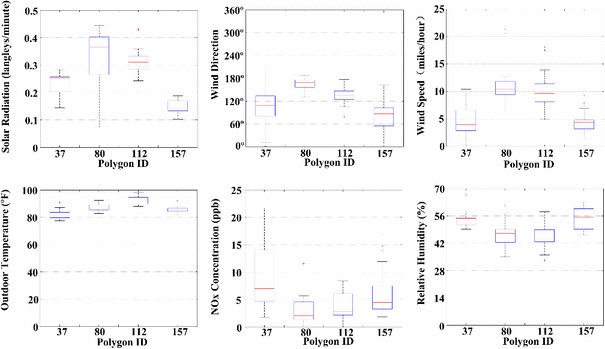 Solar Radiation (langleys/minute)
0.5
0.4
0.3
0.2
0.1
0
37 80 112 157
Polygon ID
Wind Direction
360°
300°
240°
180°
120°
60°
0°
37 80 112 157
Polygon ID
Wind Speed (miles/hour)
25
20
15
10
5
0
37 80 112 157
Polygon ID
Outdoor Temperature (°F)
100
80
60
40
20
0
37 80 112 157
Polygon ID
NOx Concentration (ppb)
25
20
15
10
5
0
37 80 112 157
Polygon ID
Relative Humidity (%)
70
56
42
28
14
0
37 80 112 157
Polygon ID